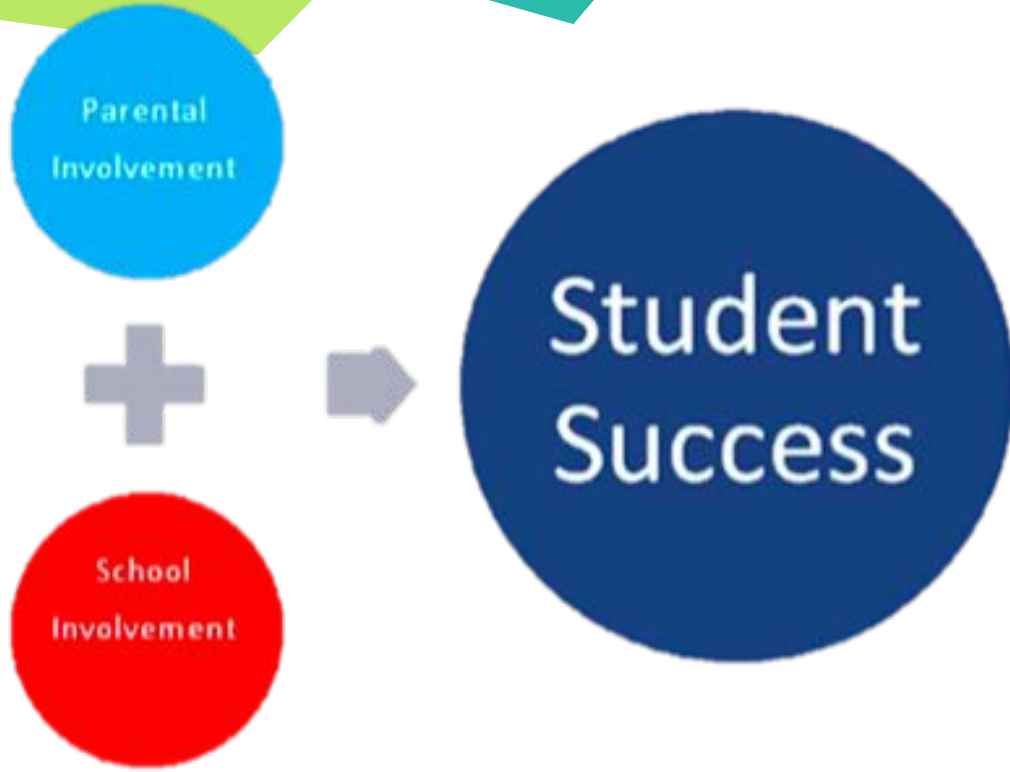 Parental
Involvement
School
Involvement
Student
Success